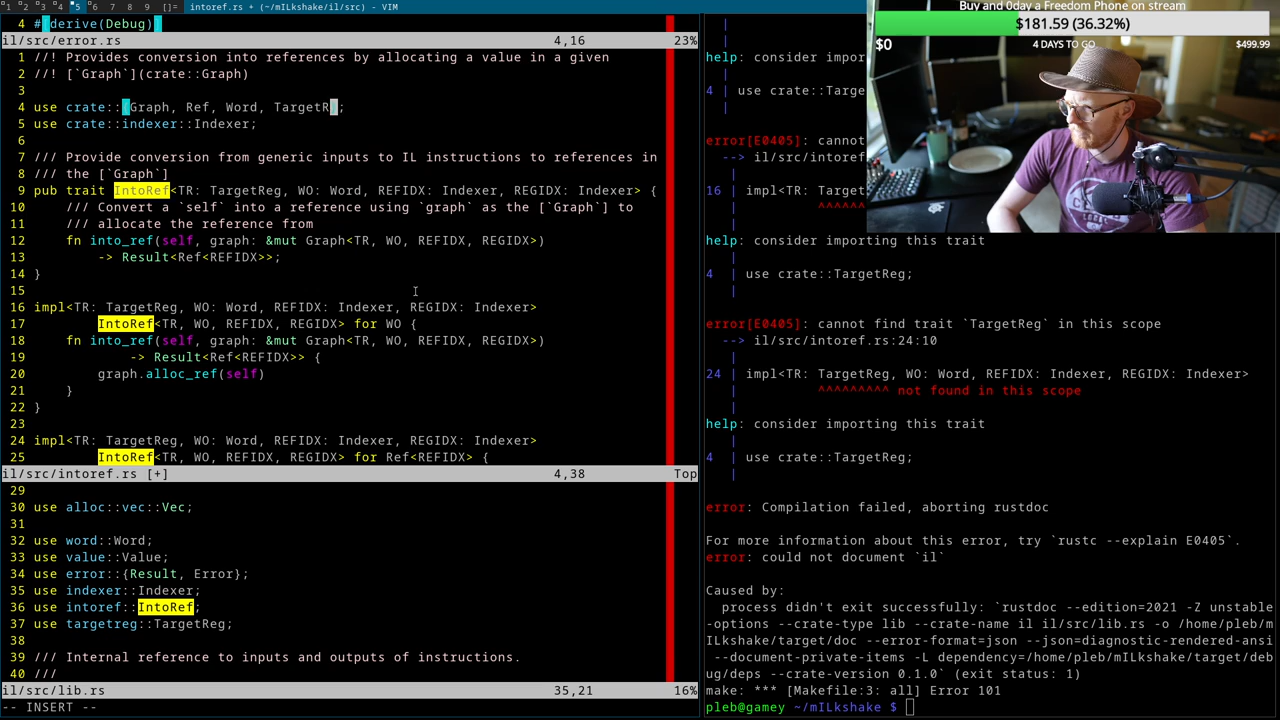 1 2 3 4 5 6 7 8 9 []= intoref.rs + (~/mILkshake/il/src) - VIM
4 #[derive(Debug)]
il/src/error.rs 4,16 23%
1 //! Provides conversion into references by allocating a value in a given
2 //! [`Graph`](crate::Graph)
3
4 use crate::{Graph, Ref, Word, TargetR};
5 use crate::indexer::Indexer;
6
7 /// Provide conversion from generic inputs to IL instructions to references in
8 /// the [`Graph`]
9 pub trait IntoRef<TR: TargetReg, WO: Word, REFIDX: Indexer, REGIDX: Indexer> {
10 /// Convert a `self` into a reference using `graph` as the [`Graph`] to
11 /// allocate the reference from
12 fn into_ref(self, graph: &mut Graph<TR, WO, REFIDX, REGIDX>)
13 -> Result<Ref<REFIDX>>;
14 }
15
16 impl<TR: TargetReg, WO: Word, REFIDX: Indexer, REGIDX: Indexer>
17 IntoRef<TR, WO, REFIDX, REGIDX> for WO {
18 fn into_ref(self, graph: &mut Graph<TR, WO, REFIDX, REGIDX>)
19 -> Result<Ref<REFIDX>> {
20 graph.alloc_ref(self)
21 }
22 }
23
24 impl<TR: TargetReg, WO: Word, REFIDX: Indexer, REGIDX: Indexer>
25 IntoRef<TR, WO, REFIDX, REGIDX> for Ref<REFIDX> {
il/src/intoref.rs [+] 4,38 Top
29
30 use alloc::vec::Vec;
31
32 use word::Word;
33 use value::Value;
34 use error::{Result, Error};
35 use indexer::Indexer;
36 use intoref::IntoRef;
37 use targetreg::TargetReg;
38
39 /// Internal reference to inputs and outputs of instructions.
40 ///
il/src/lib.rs 35,21 16%
-- INSERT --
|
|
help: consider impor
|
4 | use crate::Targe
|
error[E0405]: cannot
--> il/src/intoref
|
16 | impl<TR: Target
| ^^^^^^
|
help: consider importing this trait
|
4 | use crate::TargetReg;
|
error[E0405]: cannot find trait `TargetReg` in this scope
--> il/src/intoref.rs:24:10
|
24 | impl<TR: TargetReg, WO: Word, REFIDX: Indexer, REGIDX: Indexer>
| ^^^^^^^^^ not found in this scope
|
help: consider importing this trait
|
4 | use crate::TargetReg;
|
error: Compilation failed, aborting rustdoc
For more information about this error, try `rustc --explain E0405`.
error: could not document `il`
Caused by:
process didn't exit successfully: `rustdoc --edition=2021 -Z unstable
-options --crate-type lib --crate-name il il/src/lib.rs -o /home/pleb/m
ILkshake/target/doc --error-format=json --json=diagnostic-rendered-ansi
--document-private-items -L dependency=/home/pleb/mILkshake/target/deb
ug/deps --crate-version 0.1.0` (exit status: 1)
make: *** [Makefile:3: all] Error 101
pleb@gamey ~/mILkshake $
Buy and 0day a Freedom Phone on stream
$181.59 (36.32%)
$0 4 DAYS TO GO $499.99